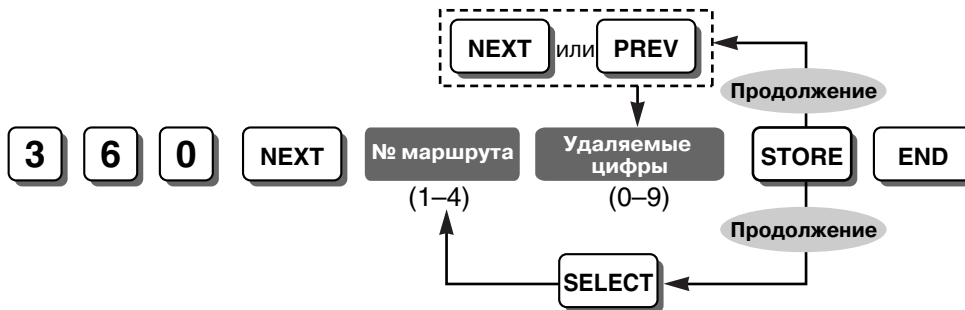 NEXT или PREV
Продолжение
3 6 0 NEXT № маршрута Удаляемые цифры STORE END
(1–4) (0–9)
Продолжение
SELECT